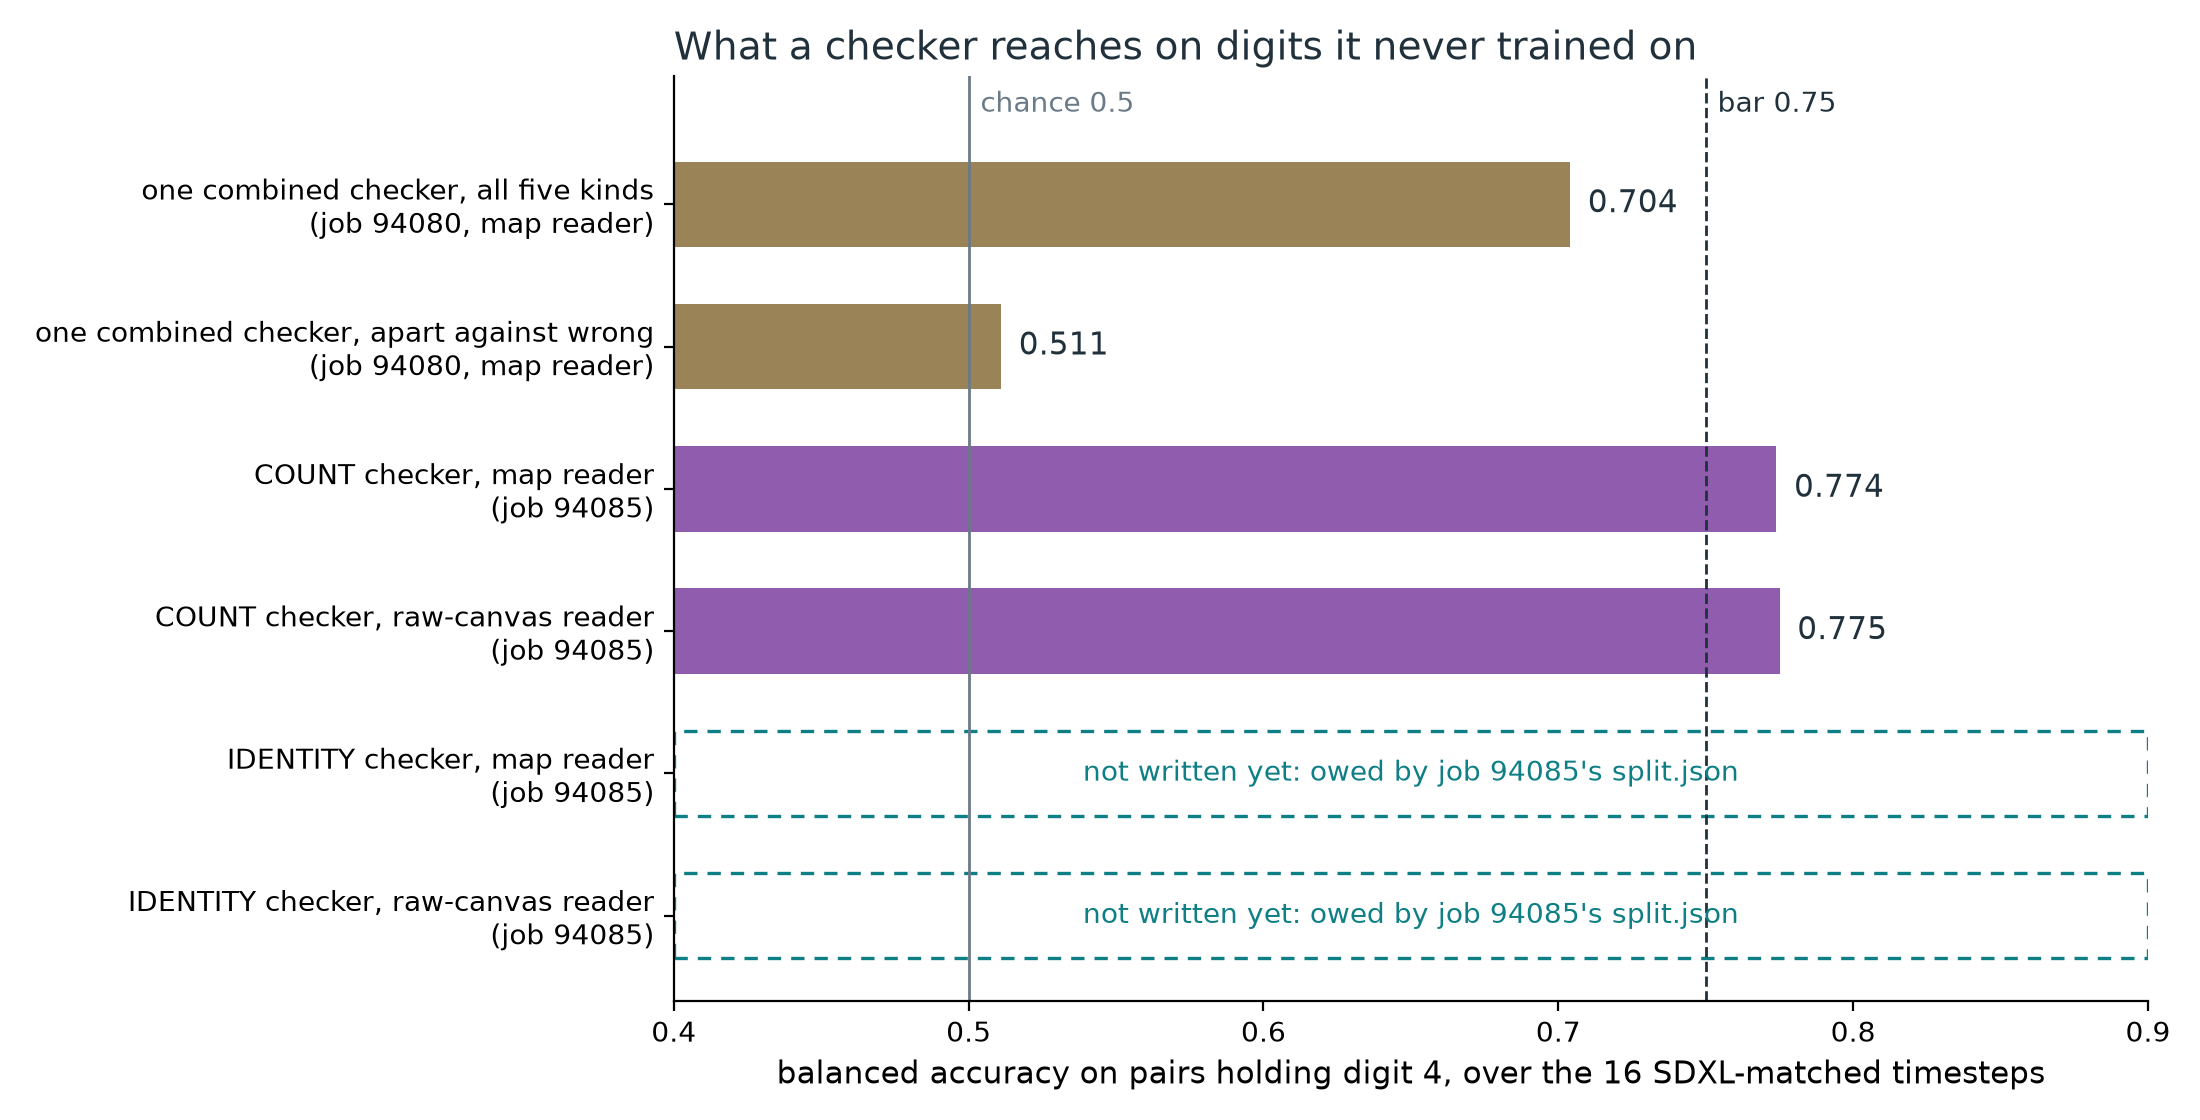 What a checker reaches on digits it never trained on
chance 0.5
bar 0.75
one combined checker, all five kinds
(job 94080, map reader)
0.704
one combined checker, apart against wrong
(job 94080, map reader)
0.511
COUNT checker, map reader
(job 94085)
0.774
COUNT checker, raw-canvas reader
(job 94085)
0.775
IDENTITY checker, map reader
(job 94085)
not written yet: owed by job 94085's split.json
IDENTITY checker, raw-canvas reader
(job 94085)
not written yet: owed by job 94085's split.json
0.4 0.5 0.6 0.7 0.8 0.9
balanced accuracy on pairs holding digit 4, over the 16 SDXL-matched timesteps